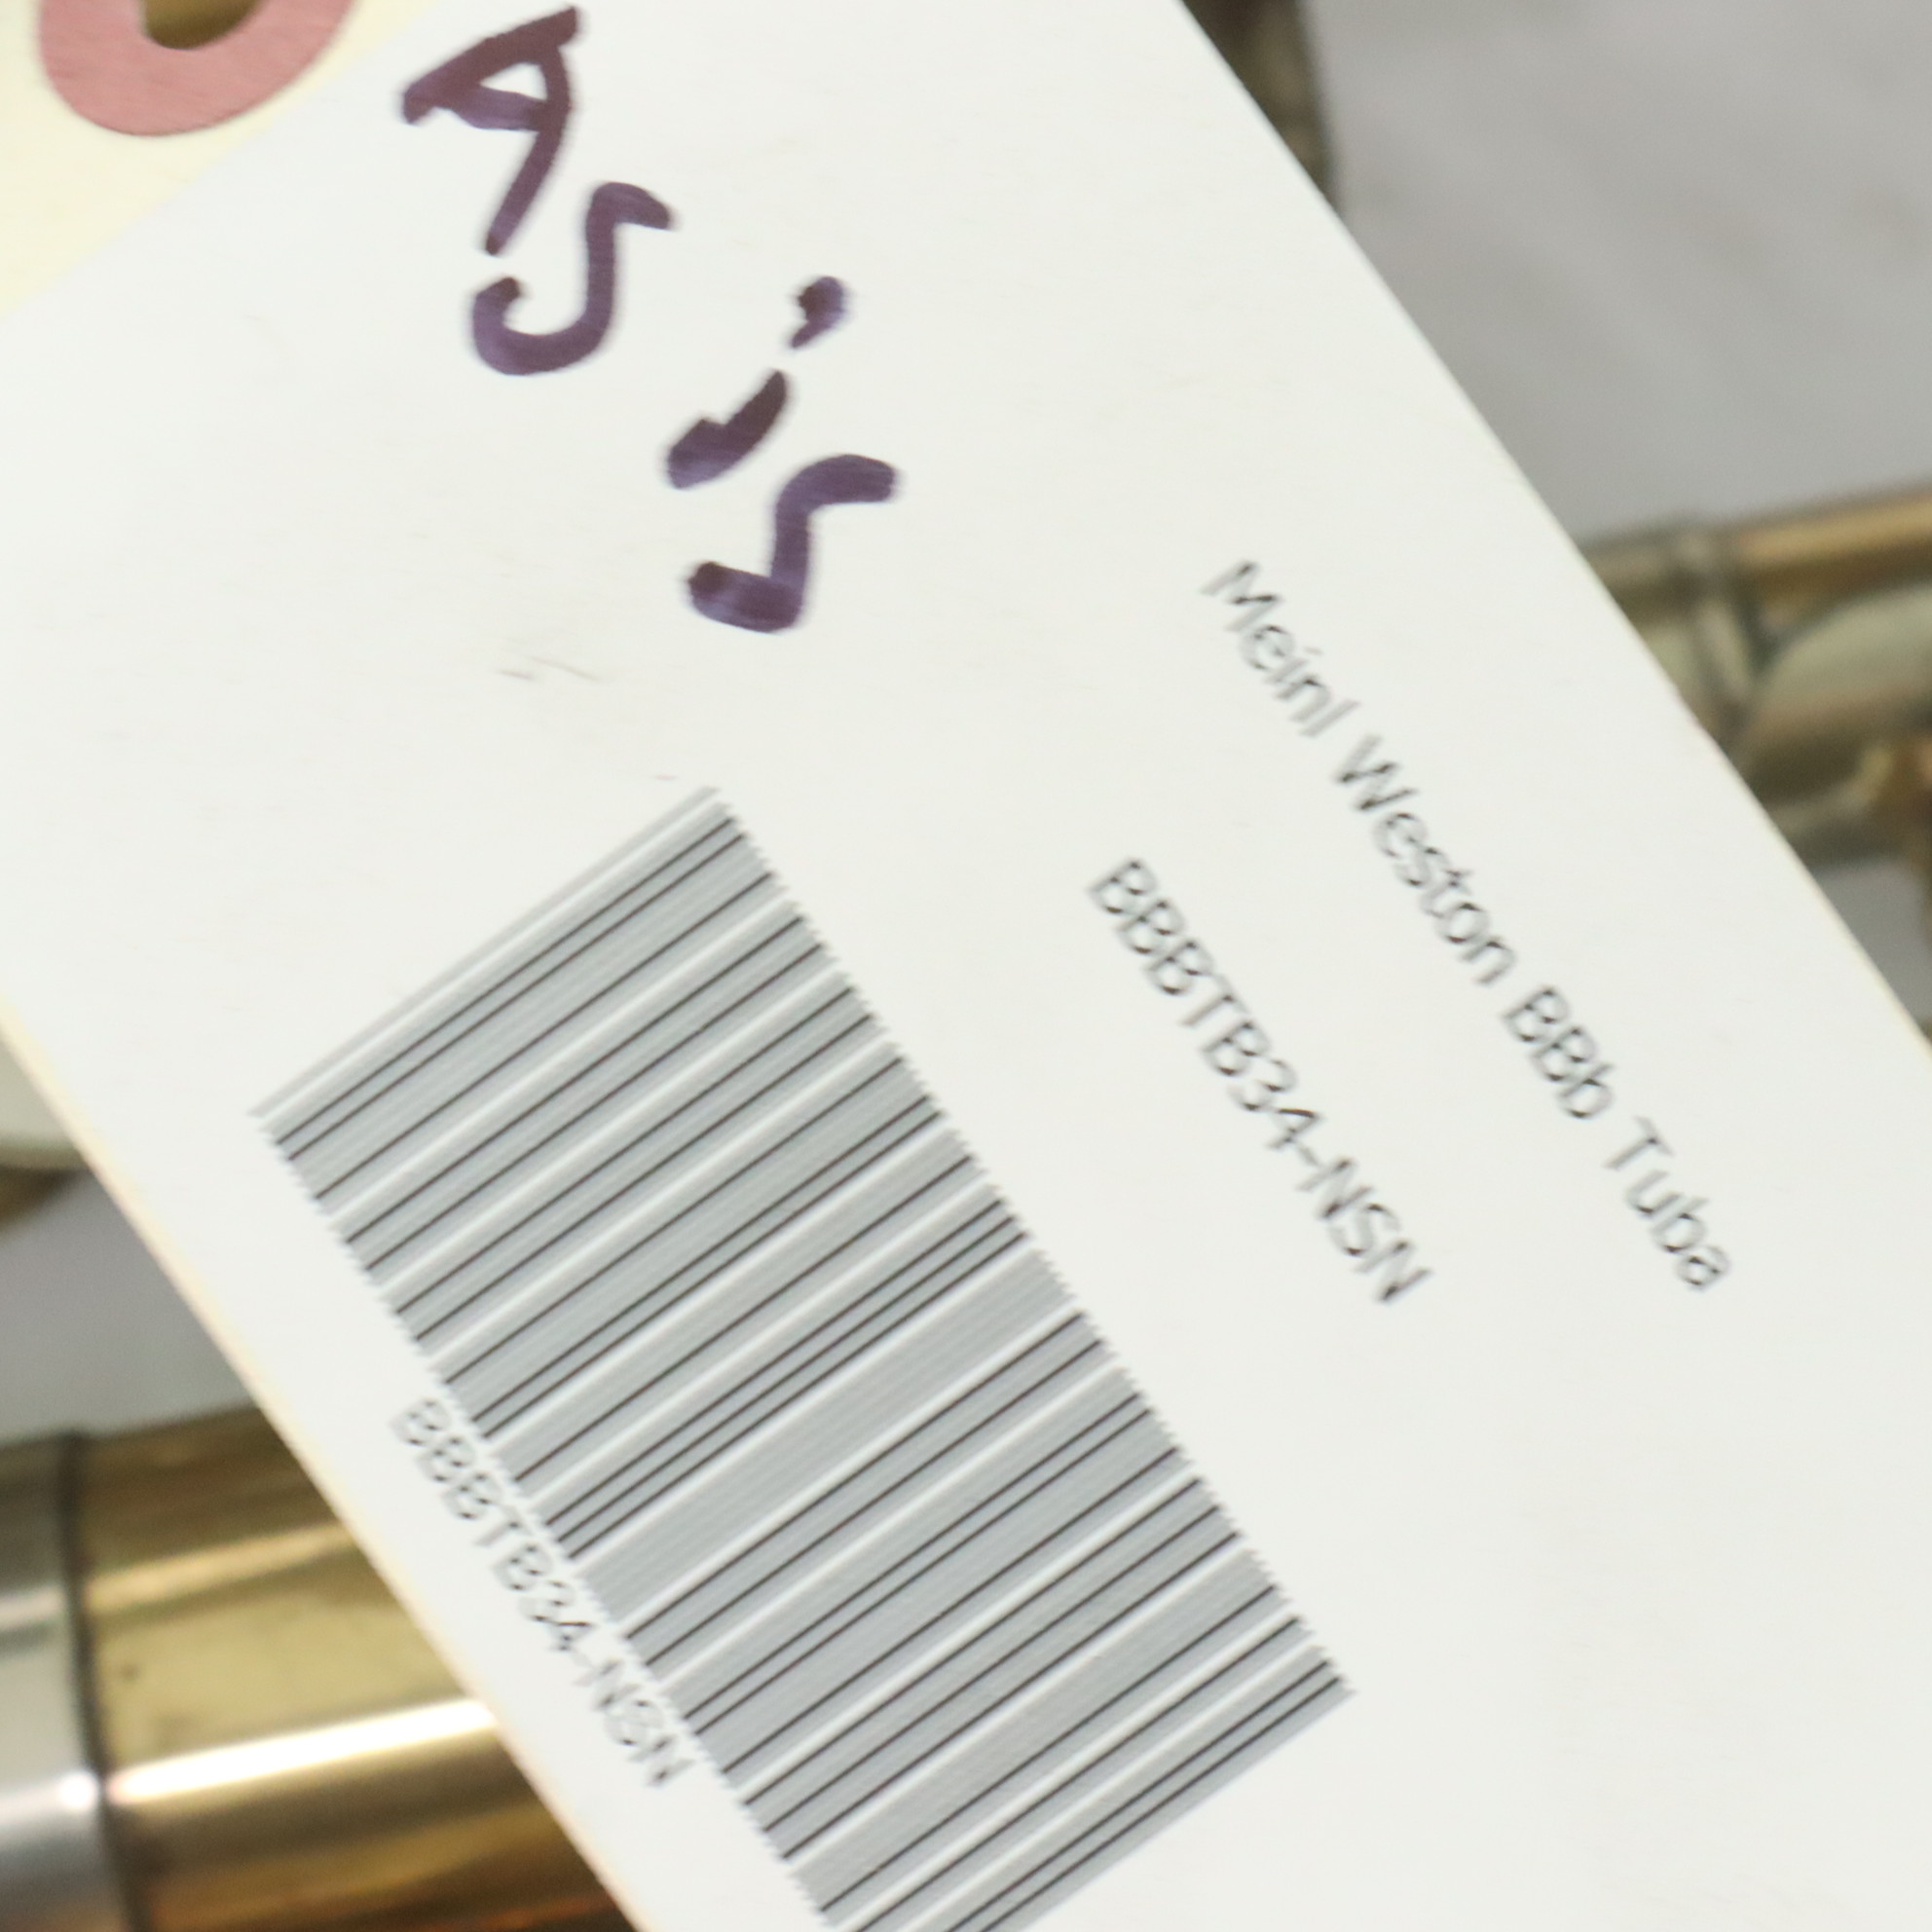 As is
Meinl Weston BBb Tuba
BBBTB34-NSN
BBBTB34-NSN